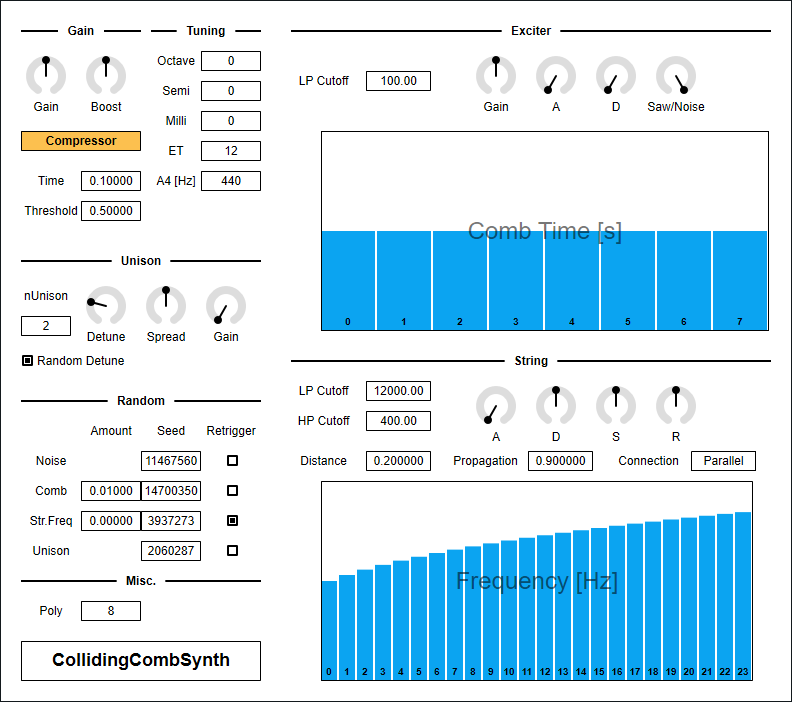 Gain
Gain Boost
Compressor
Time 0.10000
Threshold 0.50000
Tuning
Octave 0
Semi 0
Milli 0
ET 12
A4 [Hz] 440
Unison
nUnison
2
Detune Spread Gain
Random Detune
Random
Amount Seed Retrigger
Noise 11467560
Comb 0.01000 14700350
Str.Freq 0.00000 3937273
Unison 2060287
Misc.
Poly 8
CollidingCombSynth
Exciter
LP Cutoff 100.00
Gain A D Saw/Noise
Comb Time [s]
0 1 2 3 4 5 6 7
String
LP Cutoff 12000.00
HP Cutoff 400.00
A D S R
Distance 0.200000 Propagation 0.900000 Connection Parallel
Frequency [Hz]
0 1 2 3 4 5 6 7 8 9 10 11 12 13 14 15 16 17 18 19 20 21 22 23